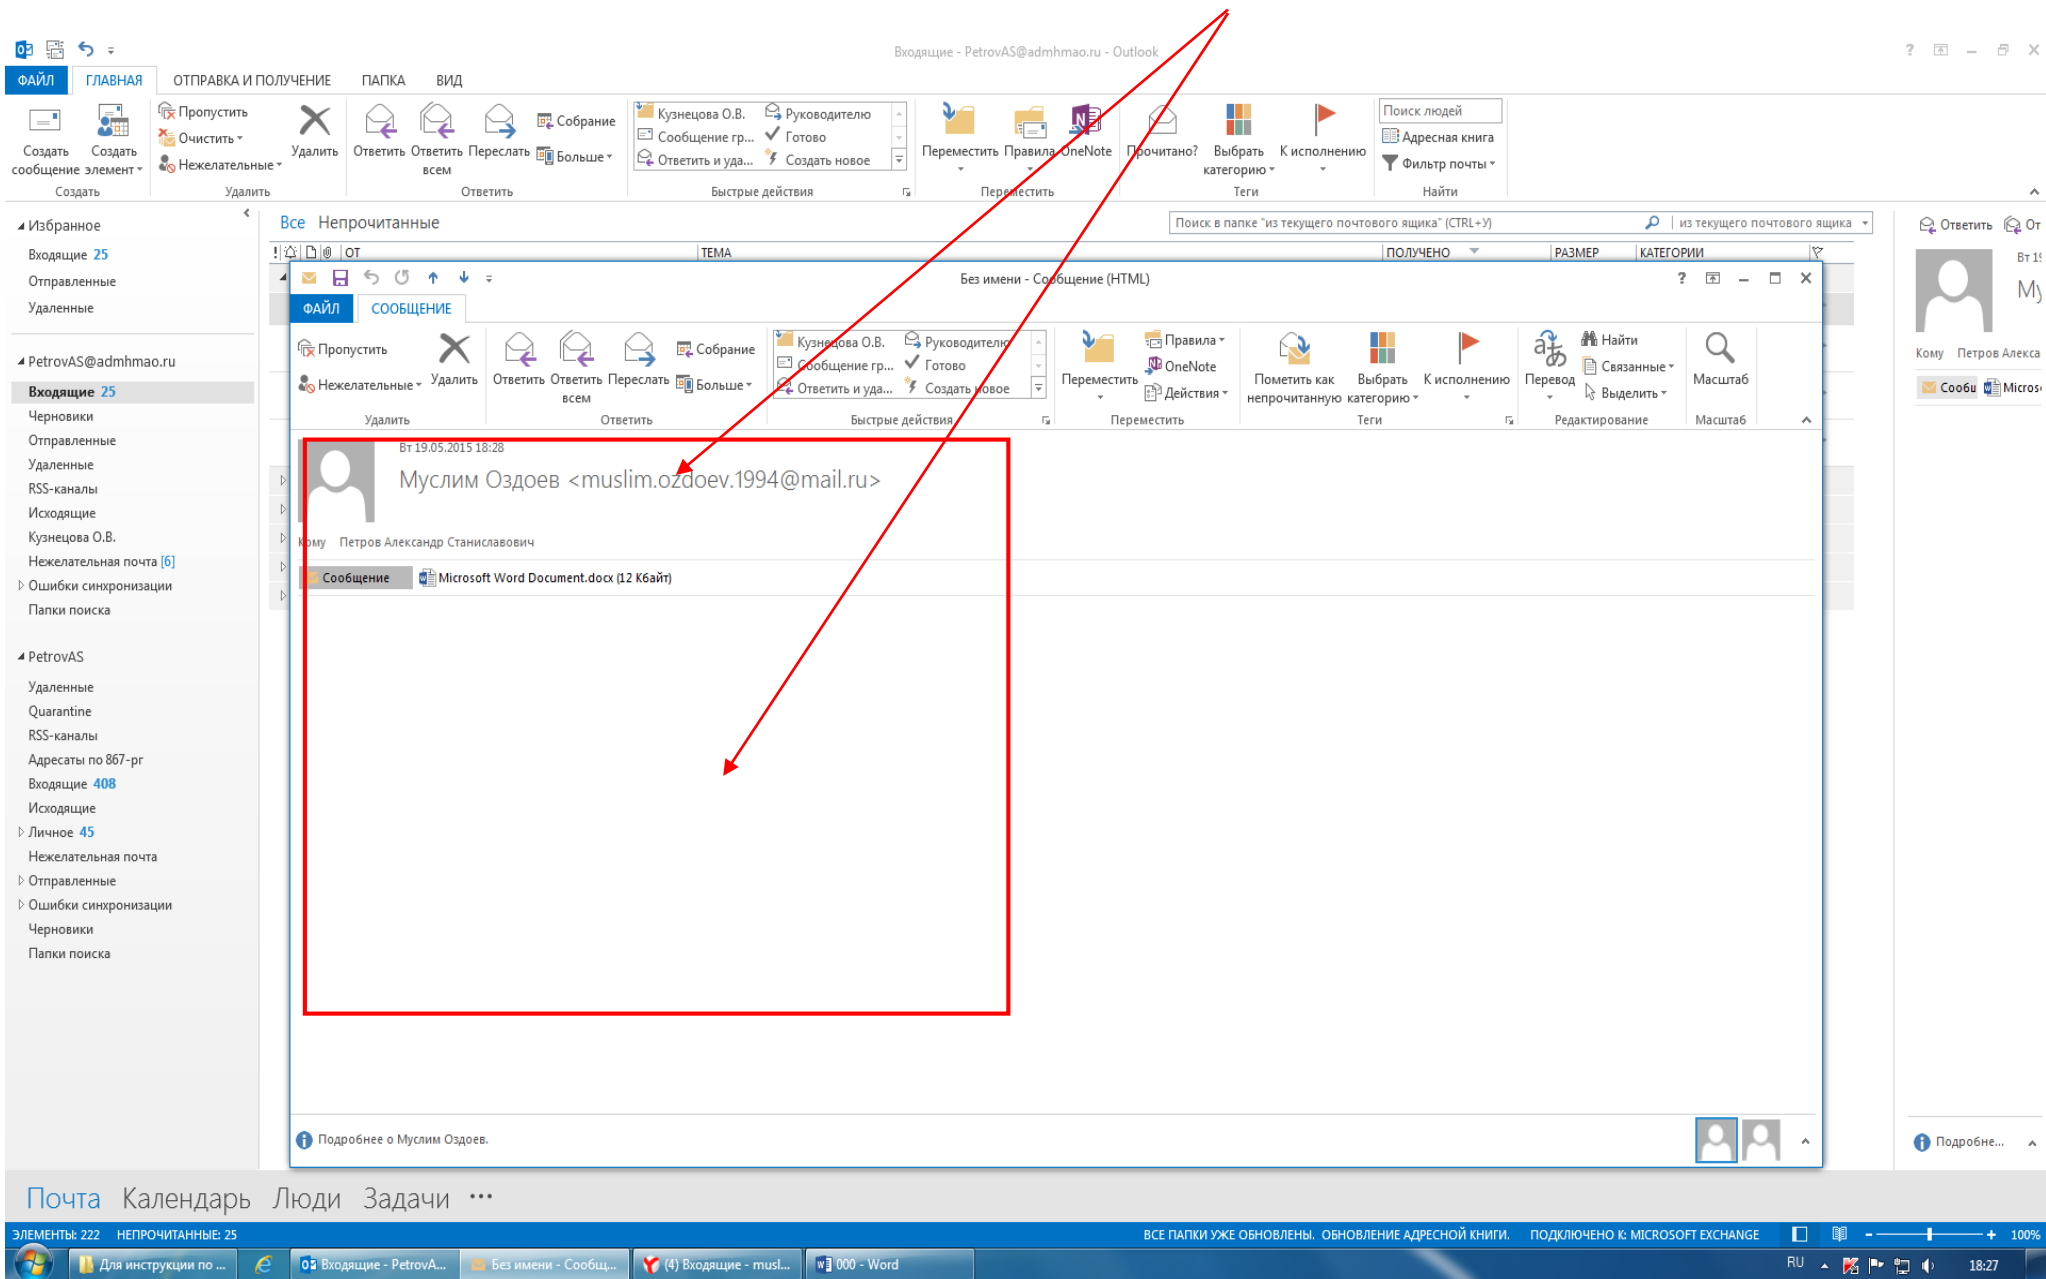 Входящие - PetrovAS@admhmao.ru - Outlook
ФАЙЛ ГЛАВНАЯ ОТПРАВКА И ПОЛУЧЕНИЕ ПАПКА ВИД
Создать сообщение
Создать элемент
Создать
Пропустить
Очистить
Нежелательные
Удалить
Удалить
Ответить
Ответить всем
Переслать
Собрание
Больше
Ответить
Кузнецова О.В.
Сообщение гр...
Ответить и уда...
Руководителю
Готово
Создать новое
Быстрые действия
Переместить
Правила
OneNote
Переместить
Прочитано?
Выбрать категорию
К исполнению
Теги
Поиск людей
Адресная книга
Фильтр почты
Найти
Избранное
Входящие 25
Отправленные
Удаленные
PetrovAS@admhmao.ru
Входящие 25
Черновики
Отправленные
Удаленные
RSS-каналы
Исходящие
Кузнецова О.В.
Нежелательная почта [6]
Ошибки синхронизации
Папки поиска
PetrovAS
Удаленные
Quarantine
RSS-каналы
Адресаты по 867-рг
Входящие 408
Исходящие
Личное 45
Нежелательная почта
Отправленные
Ошибки синхронизации
Черновики
Папки поиска
Все Непрочитанные
Поиск в папке "из текущего почтового ящика" (CTRL+У)
из текущего почтового ящика
ОТ ТЕМА ПОЛУЧЕНО РАЗМЕР КАТЕГОРИИ
Без имени - Сообщение (HTML)
ФАЙЛ СООБЩЕНИЕ
Пропустить
Нежелательные
Удалить
Удалить
Ответить
Ответить всем
Переслать
Собрание
Больше
Ответить
Кузнецова О.В.
Сообщение гр...
Ответить и уда...
Руководителю
Готово
Создать новое
Быстрые действия
Переместить
Правила
OneNote
Действия
Переместить
Пометить как непрочитанную
Выбрать категорию
К исполнению
Теги
Перевод
Найти
Связанные
Выделить
Редактирование
Масштаб
Масштаб
Вт 19.05.2015 18:28
Муслим Оздоев <muslim.ozdoev.1994@mail.ru>
Кому Петров Александр Станиславович
Сообщение Microsoft Word Document.docx (12 Кбайт)
Подробнее о Муслим Оздоев.
Ответить От
Вт 19
Му
Кому Петров Алекса
Сообщ Micros
Подробне...
Почта Календарь Люди Задачи ...
ЭЛЕМЕНТЫ: 222 НЕПРОЧИТАННЫЕ: 25
ВСЕ ПАПКИ УЖЕ ОБНОВЛЕНЫ. ОБНОВЛЕНИЕ АДРЕСНОЙ КНИГИ. ПОДКЛЮЧЕНО К: MICROSOFT EXCHANGE
100%
Для инструкции по ...
Входящие - PetrovA...
Без имени - Сообщ...
(4) Входящие - musl...
000 - Word
RU 18:27